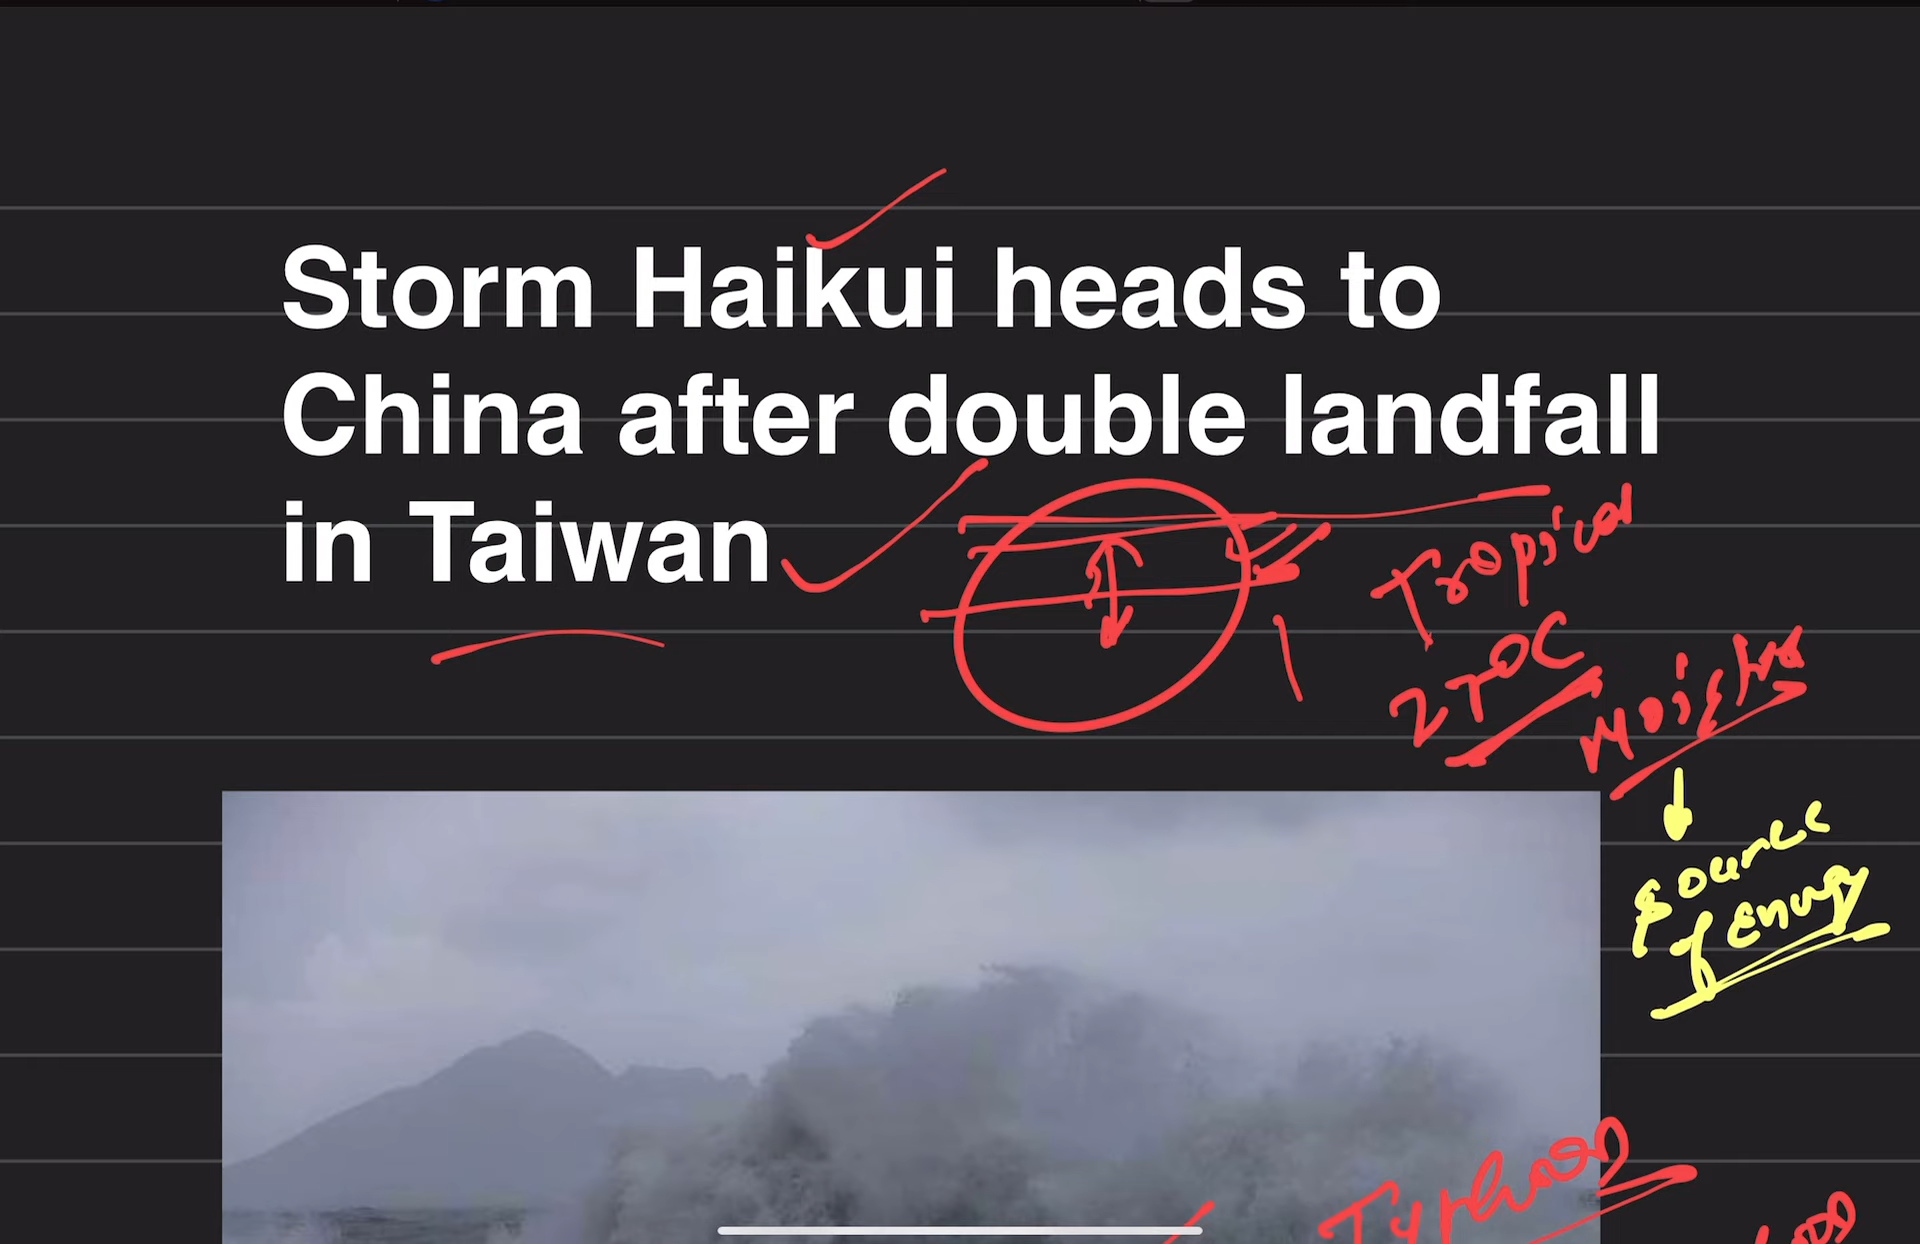 Storm Haikui heads to
China after double landfall
in Taiwan
Tropical
27°C
Moisture
source
of Energy
Typhoon